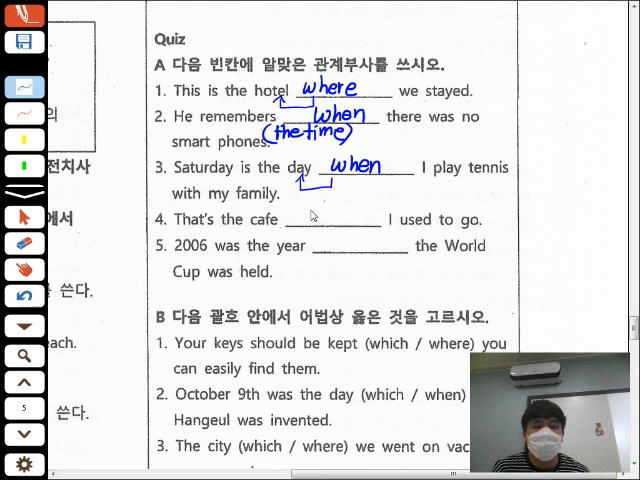 의
전치사
에서
를 쓴다.
each.
쓴다.
5
Quiz
A 다음 빈칸에 알맞은 관계부사를 쓰시오.
1. This is the hotel where we stayed.
2. He remembers when there was no
(the time)
smart phones.
3. Saturday is the day when I play tennis
with my family.
4. That's the cafe ____________ I used to go.
5. 2006 was the year ____________ the World
Cup was held.
B 다음 괄호 안에서 어법상 옳은 것을 고르시오.
1. Your keys should be kept (which / where) you
can easily find them.
2. October 9th was the day (which / when)
Hangeul was invented.
3. The city (which / where) we went on vac